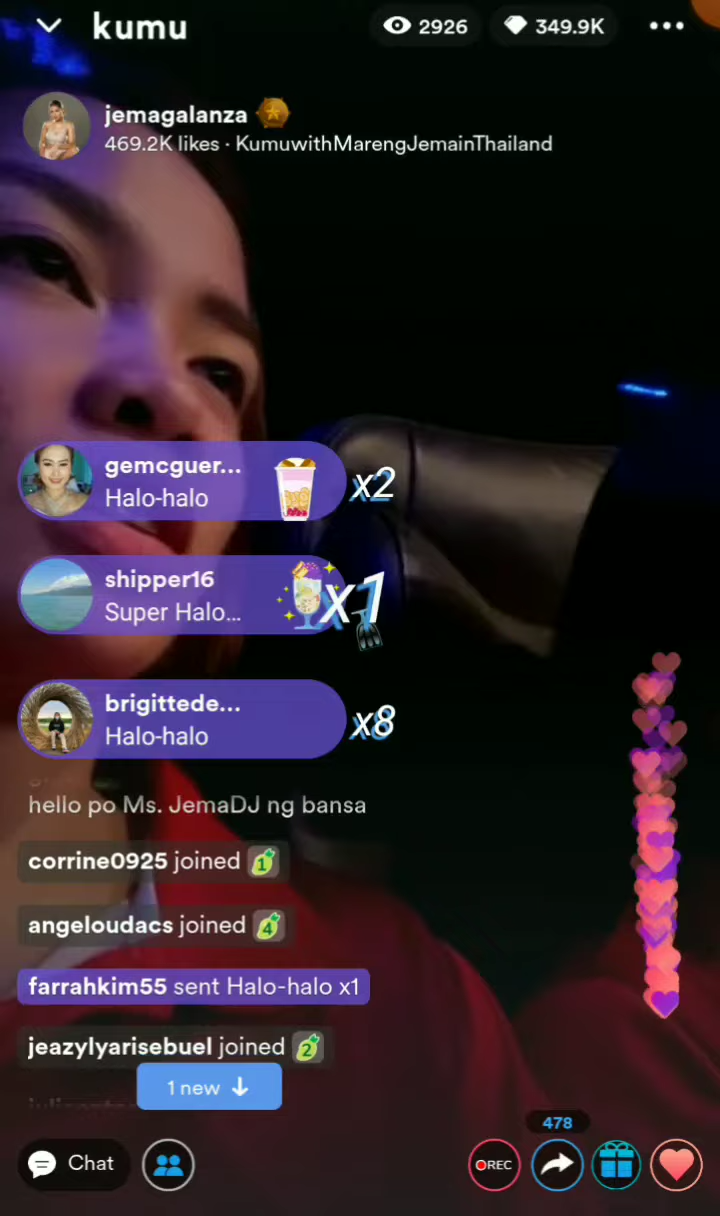 kumu
2926
349.9K
jemagalanza
469.2K likes · KumuwithMarengJemainThailand
gemcguer...
Halo-halo
x2
shipper16
Super Halo...
x1
brigittede...
Halo-halo
x8
hello po Ms. JemaDJ ng bansa
corrine0925 joined 1
angeloudacs joined 4
farrahkim55 sent Halo-halo x1
jeazylyarisebuel joined 2
1 new
478
Chat
REC